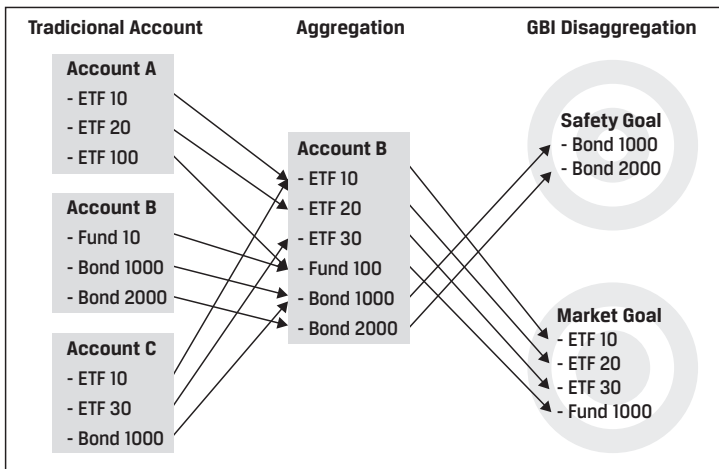 Tradicional Account
Aggregation
GBI Disaggregation
Account A
- ETF 10
- ETF 20
- ETF 100
Account B
- Fund 10
- Bond 1000
- Bond 2000
Account C
- ETF 10
- ETF 30
- Bond 1000
Account B
- ETF 10
- ETF 20
- ETF 30
- Fund 100
- Bond 1000
- Bond 2000
Safety Goal
- Bond 1000
- Bond 2000
Market Goal
- ETF 10
- ETF 20
- ETF 30
- Fund 1000